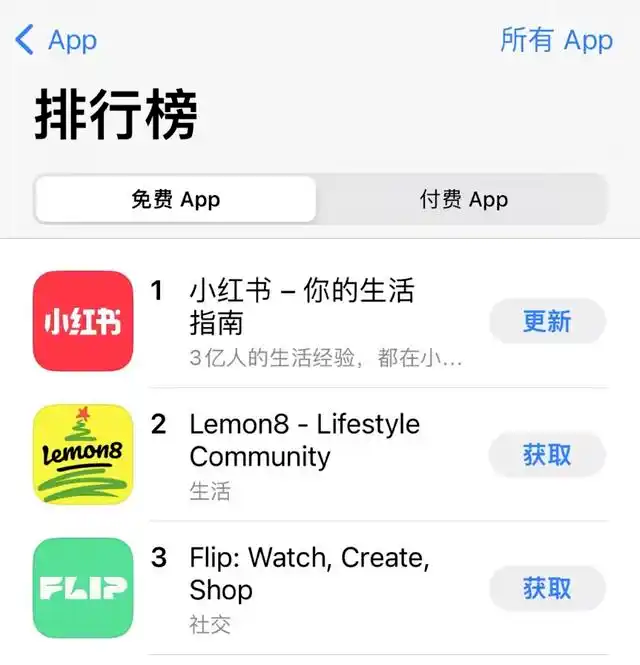 App
所有 App
排行榜
免费 App
付费 App
小红书
1
小红书 – 你的生活
指南
3亿人的生活经验，都在小…
更新
Lemon8
2
Lemon8 - Lifestyle
Community
生活
获取
FLIP
3
Flip: Watch, Create,
Shop
社交
获取